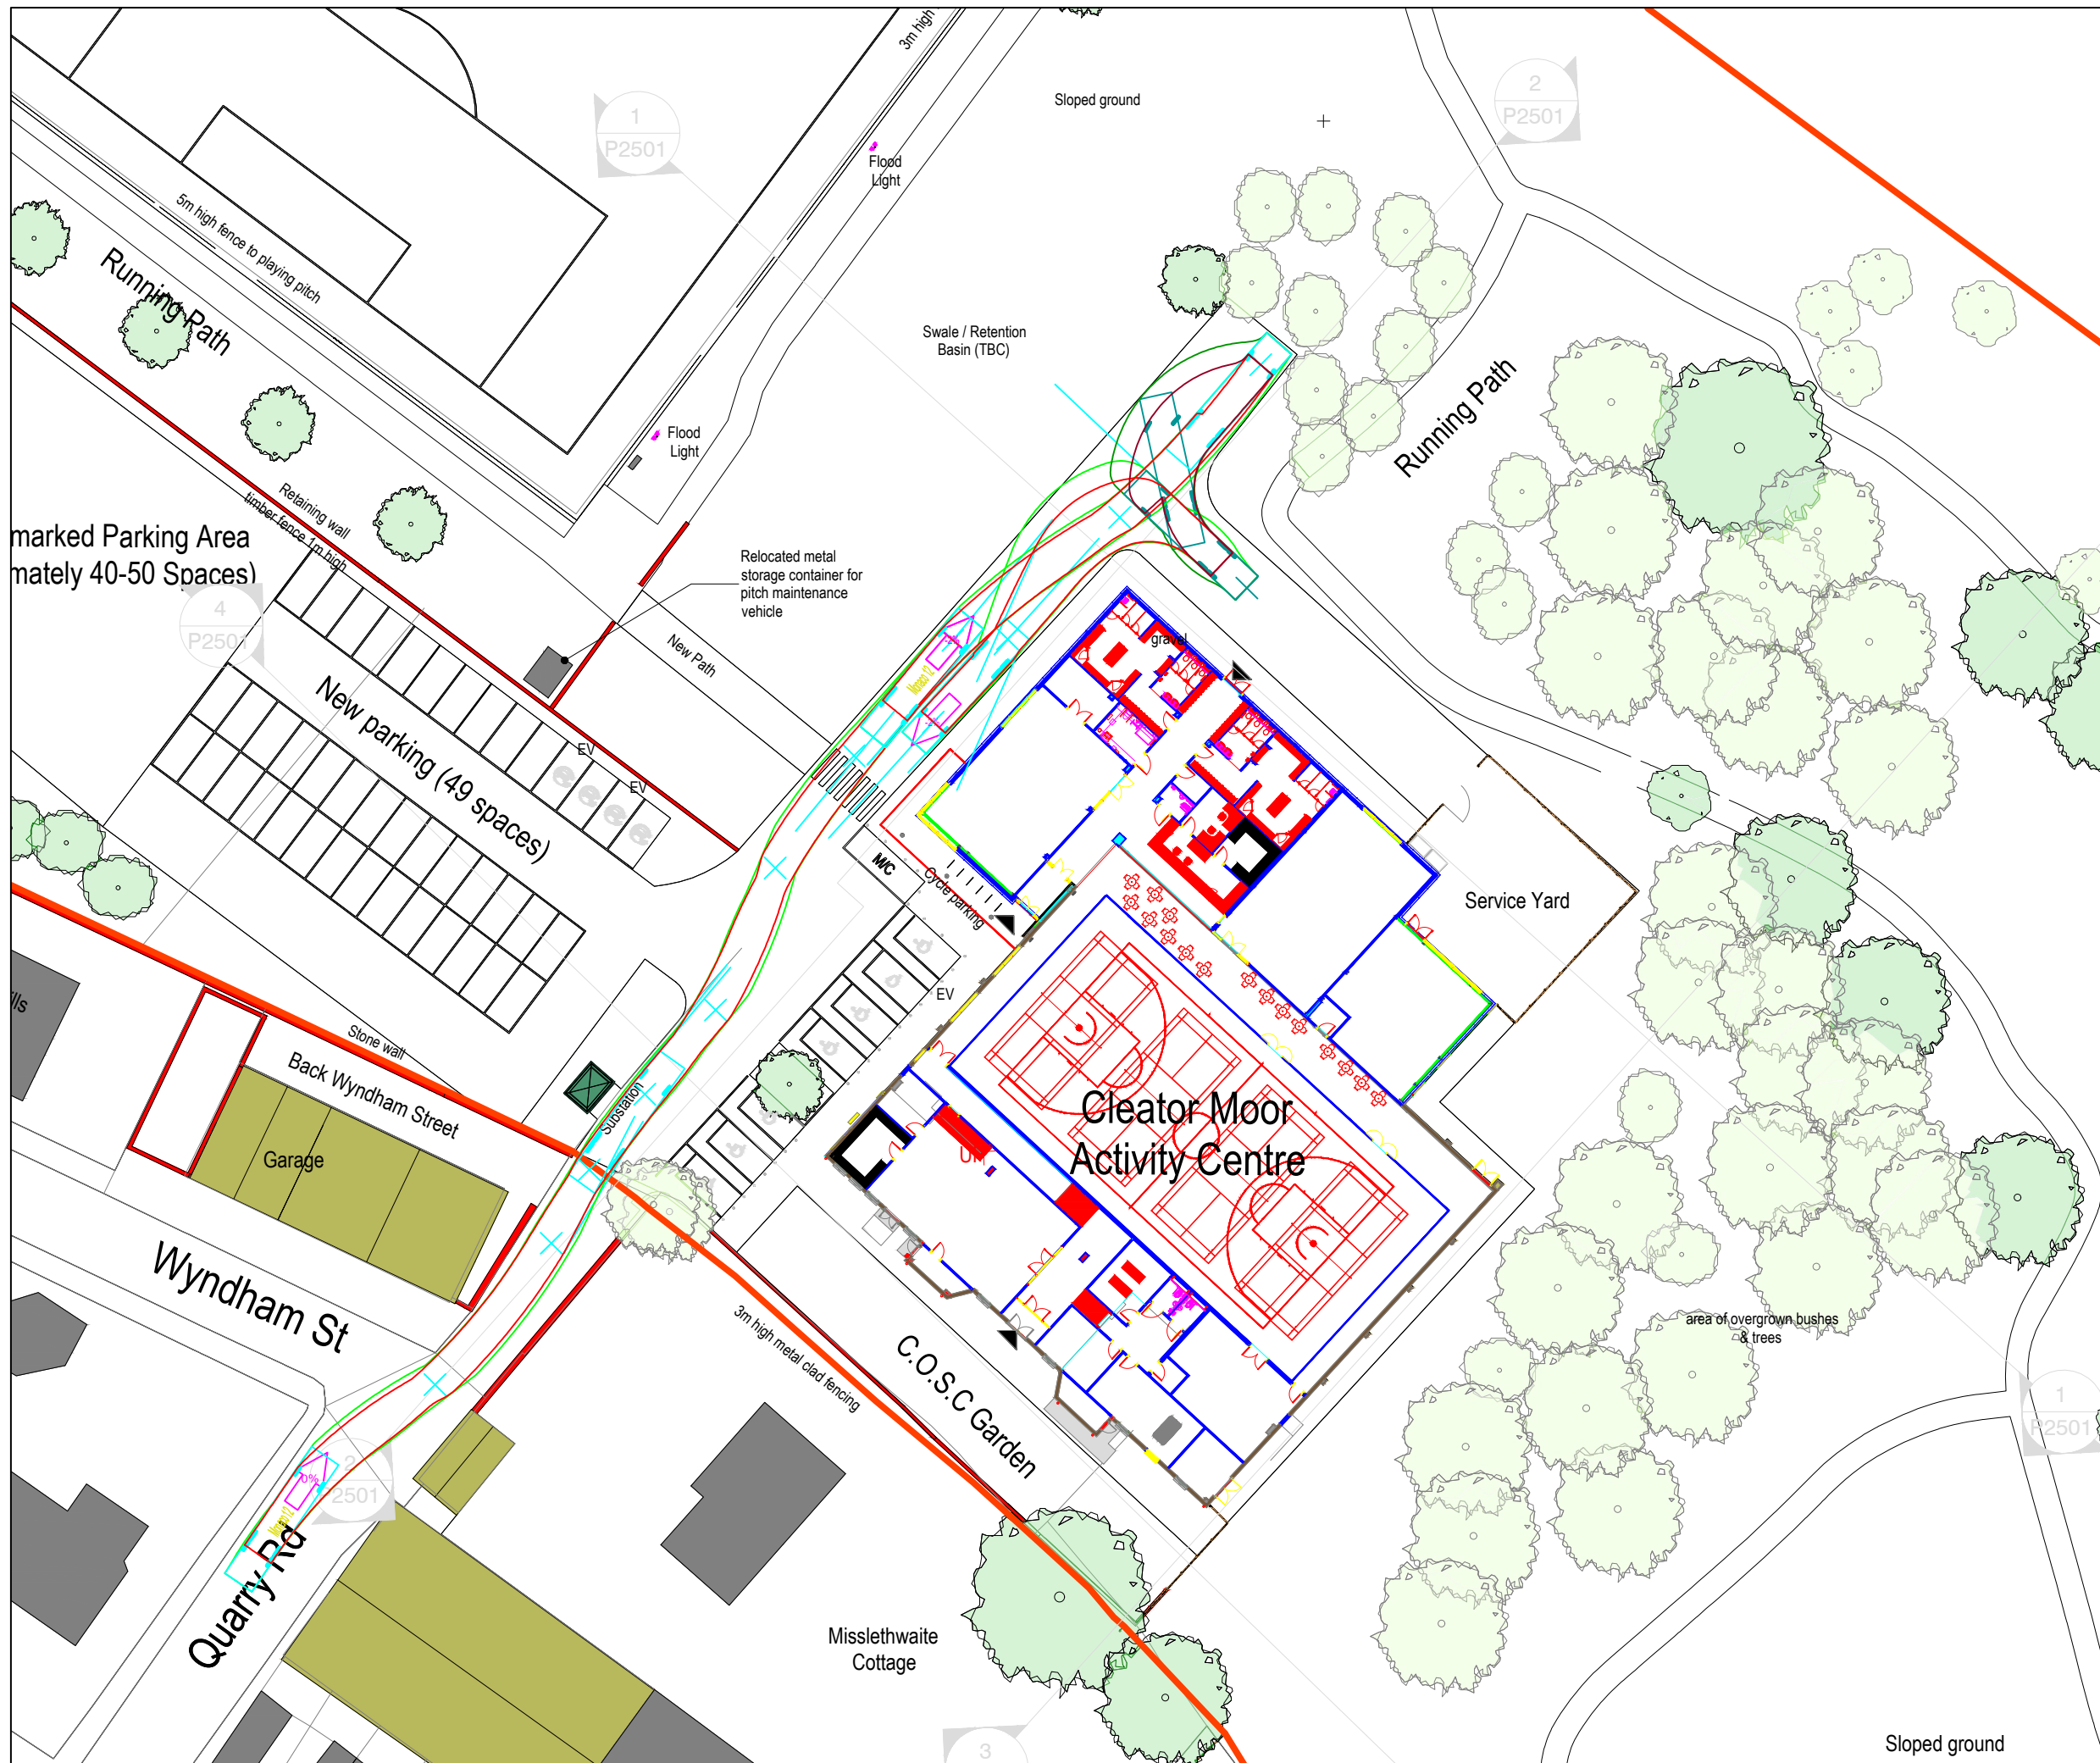 3m high
Sloped ground
1
P2501
2
P2501
Flood
Light
5m high fence to playing pitch
Running Path
Swale / Retention
Basin (TBC)
Running Path
Flood
Light
Retaining wall
timber fence 1m high
marked Parking Area
mately 40-50 Spaces)
4
P2501
Relocated metal
storage container for
pitch maintenance
vehicle
New Path
gravel
New parking (49 spaces)
EV
EV
M/C
Cycle parking
EV
Service Yard
lls
Stone wall
Back Wyndham Street
Substation
Garage
Cleator Moor
Activity Centre
Wyndham St
3m high metal clad fencing
C.O.S.C Garden
area of overgrown bushes
& trees
1
P2501
2
2501
0%
Quarry Rd
Misslethwaite
Cottage
3
Sloped ground